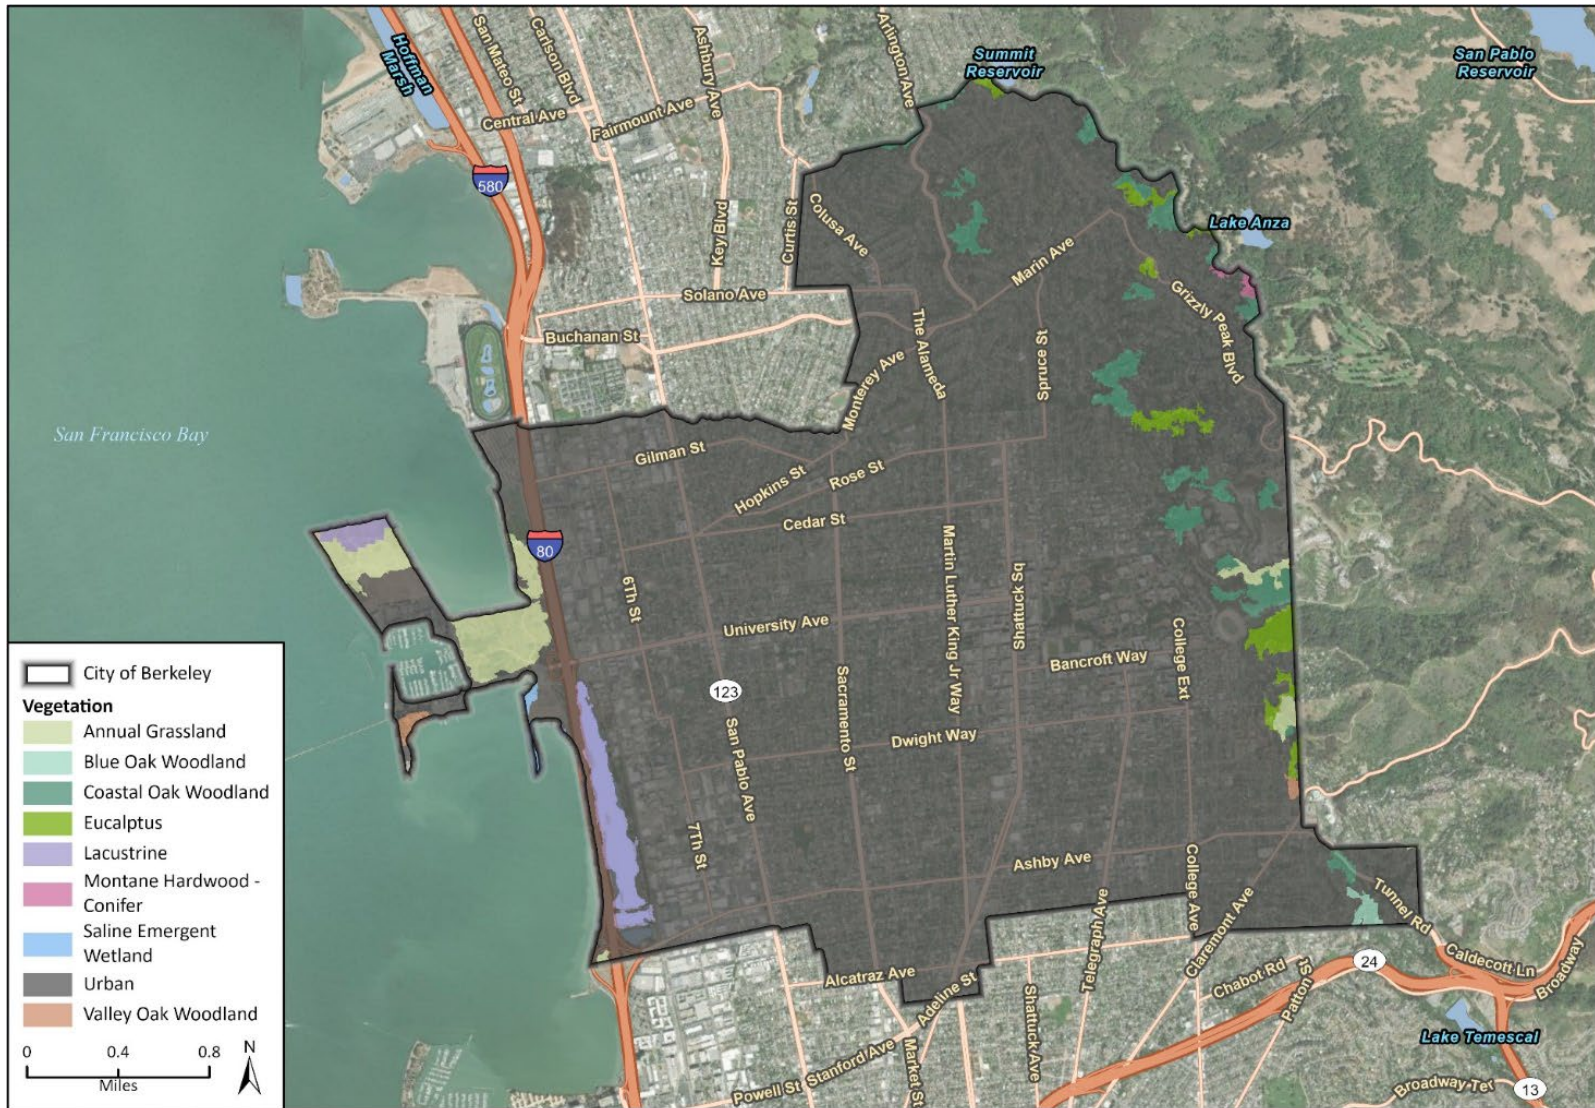 Hoffman
Marsh
San Mateo St
Carlson Blvd
Ashbury Ave
Arlington Ave
Summit
Reservoir
San Pablo
Reservoir
Central Ave
Fairmount Ave
580
Key Blvd
Curtis St
Colusa Ave
Lake Anza
Marin Ave
Solano Ave
Grizzly Peak Blvd
Buchanan St
The Alameda
Spruce St
Monterey Ave
San Francisco Bay
Gilman St
Hopkins St
Rose St
Cedar St
80
6Th St
Martin Luther King Jr Way
Shattuck Sq
University Ave
College Ext
Bancroft Way
123
Sacramento St
San Pablo Ave
Dwight Way
7Th St
Ashby Ave
College Ave
Telegraph Ave
Claremont Ave
Tunnel Rd
Alcatraz Ave
Adeline St
Shattuck Ave
Chabot Rd
Patton St
24
Caldecott Ln
Broadway
Lake Temescal
Powell St
Stanford Ave
Market St
Broadway Ter
13
City of Berkeley
Vegetation
Annual Grassland
Blue Oak Woodland
Coastal Oak Woodland
Eucalptus
Lacustrine
Montane Hardwood -
Conifer
Saline Emergent
Wetland
Urban
Valley Oak Woodland
0 0.4 0.8
Miles
N